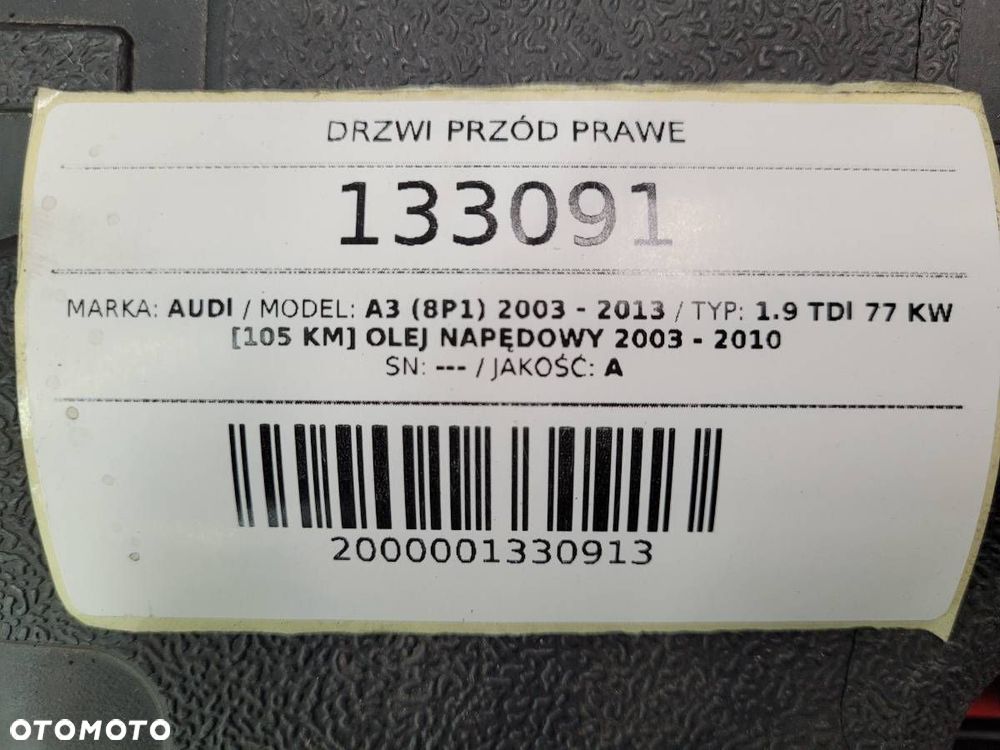 DRZWI PRZÓD PRAWE
133091
MARKA: AUDI / MODEL: A3 (8P1) 2003 - 2013 / TYP: 1.9 TDI 77 KW
[105 KM] OLEJ NAPĘDOWY 2003 - 2010
SN: --- / JAKOŚĆ: A
2000001330913
OTOMOTO